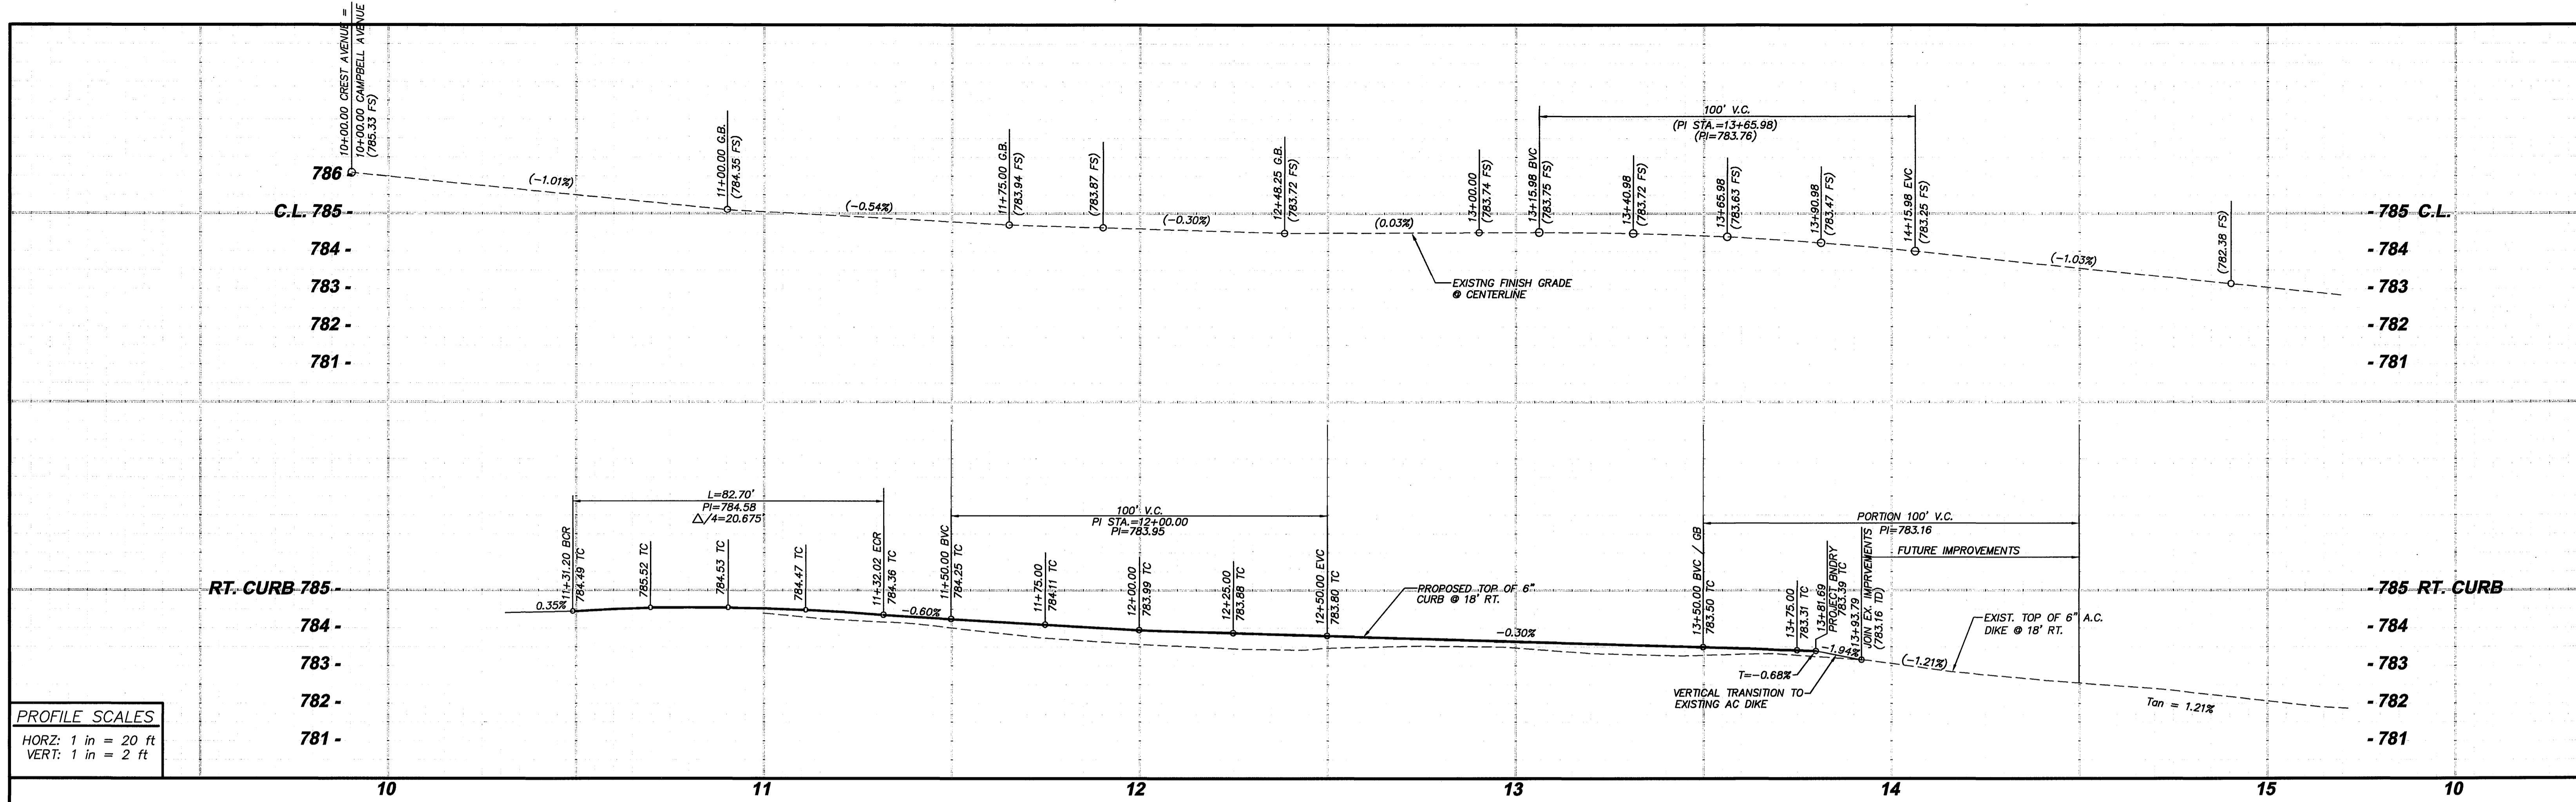 10+00.00 CREST AVENUE =
10+00.00 CAMPBELL AVENUE
(785.33 FS)
11+00.00 G.B.
(784.35 FS)
11+75.00 G.B.
(783.94 FS)
(783.87 FS)
12+48.25 G.B.
(783.72 FS)
13+00.00
(783.74 FS)
13+15.98 BVC
(783.75 FS)
100' V.C.
(PI STA.=13+65.98)
(PI=783.76)
13+40.98
(783.72 FS)
13+65.98
(783.63 FS)
13+90.98
(783.47 FS)
14+15.98 EVC
(783.25 FS)
(782.38 FS)
786 -
C.L. 785 -
784 -
783 -
782 -
781 -
(-1.01%)
(-0.54%)
(-0.30%)
(0.03%)
(-1.03%)
EXISTNG FINISH GRADE
@ CENTERLINE
- 785 C.L.
- 784
- 783
- 782
- 781
L=82.70'
PI=784.58
△/4=20.675'
100' V.C.
PI STA.=12+00.00
PI=783.95
PORTION 100' V.C.
PI=783.16
FUTURE IMPROVEMENTS
11+31.20 BCR
784.49 TC
785.52 TC
784.53 TC
784.47 TC
11+32.02 ECR
784.36 TC
11+50.00 BVC
784.25 TC
11+75.00
784.11 TC
12+00.00
783.99 TC
12+25.00
783.88 TC
12+50.00 EVC
783.80 TC
13+50.00 BVC / GB
783.50 TC
13+75.00
783.31 TC
13+81.69
PROJECT BNDRY
783.39 TC
13+93.79
JOIN EX. IMPRVEMENTS
(783.16 TD)
RT. CURB 785 -
784 -
783 -
782 -
781 -
0.35%
-0.60%
PROPOSED TOP OF 6"
CURB @ 18' RT.
-0.30%
-1.94%
T=-0.68%
VERTICAL TRANSITION TO
EXISTING AC DIKE
(-1.21%)
EXIST. TOP OF 6" A.C.
DIKE @ 18' RT.
Tan = 1.21%
- 785 RT. CURB
- 784
- 783
- 782
- 781
PROFILE SCALES
HORZ: 1 in = 20 ft
VERT: 1 in = 2 ft
10 11 12 13 14 15 10